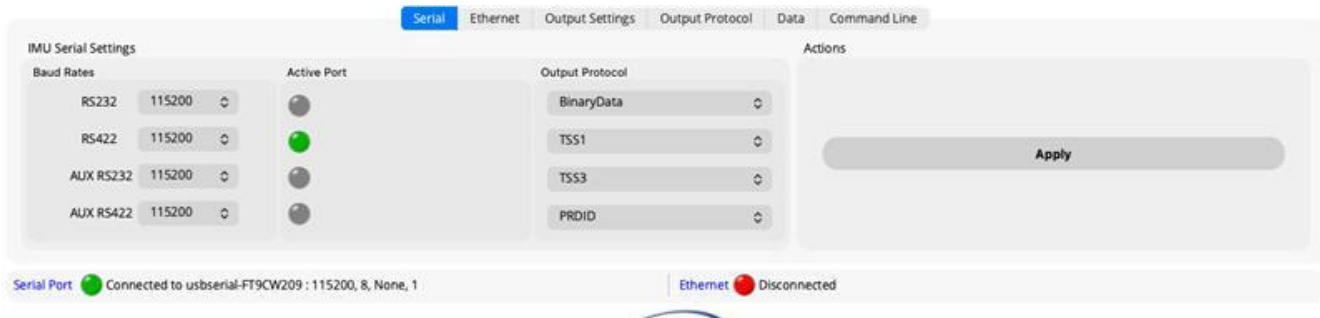 Serial Ethernet Output Settings Output Protocol Data Command Line
IMU Serial Settings Actions
Baud Rates Active Port Output Protocol
RS232 115200 BinaryData
RS422 115200 TSS1
Apply
AUX RS232 115200 TSS3
AUX RS422 115200 PRDID
Serial Port Connected to usbserial-FT9CW209 : 115200, 8, None, 1 Ethernet Disconnected